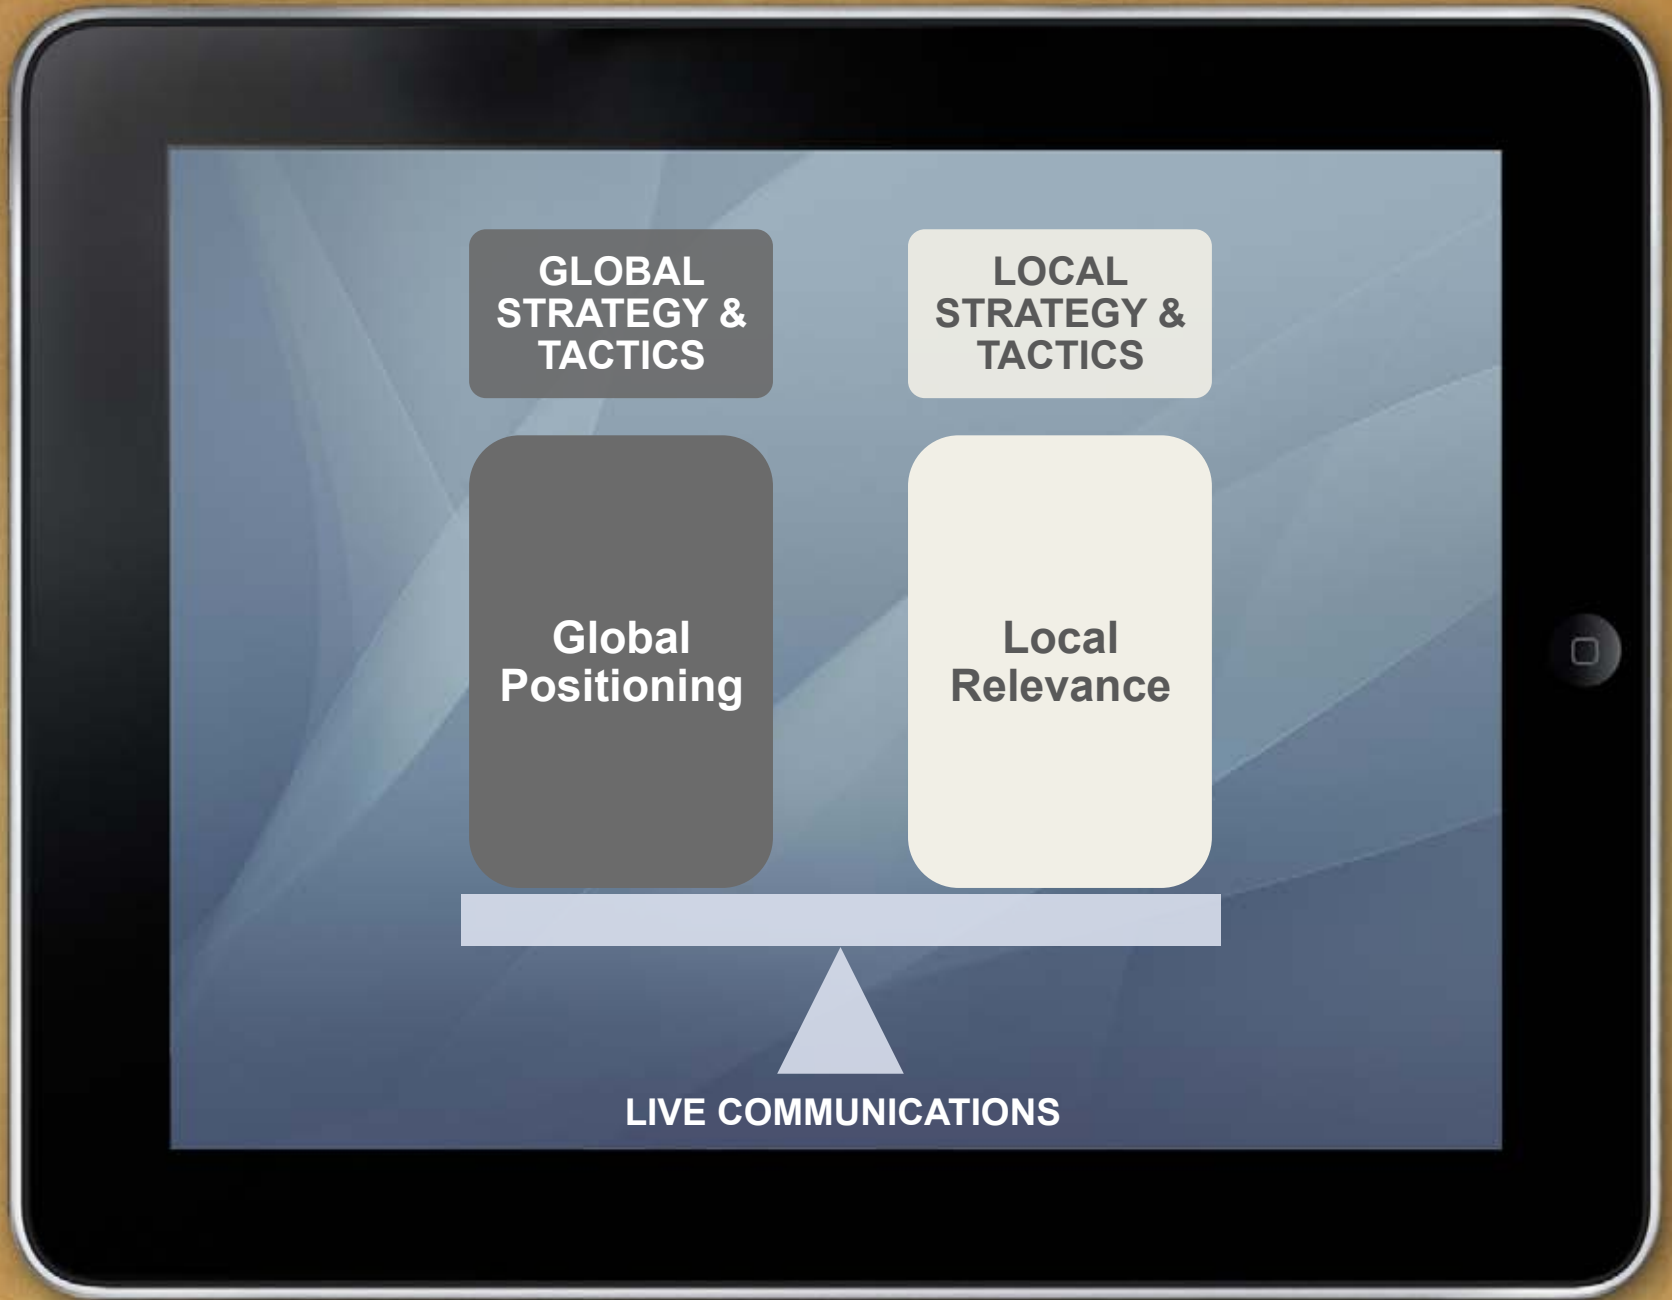 GLOBAL
STRATEGY &
TACTICS
LOCAL
STRATEGY &
TACTICS
Global
Positioning
Local
Relevance
LIVE COMMUNICATIONS